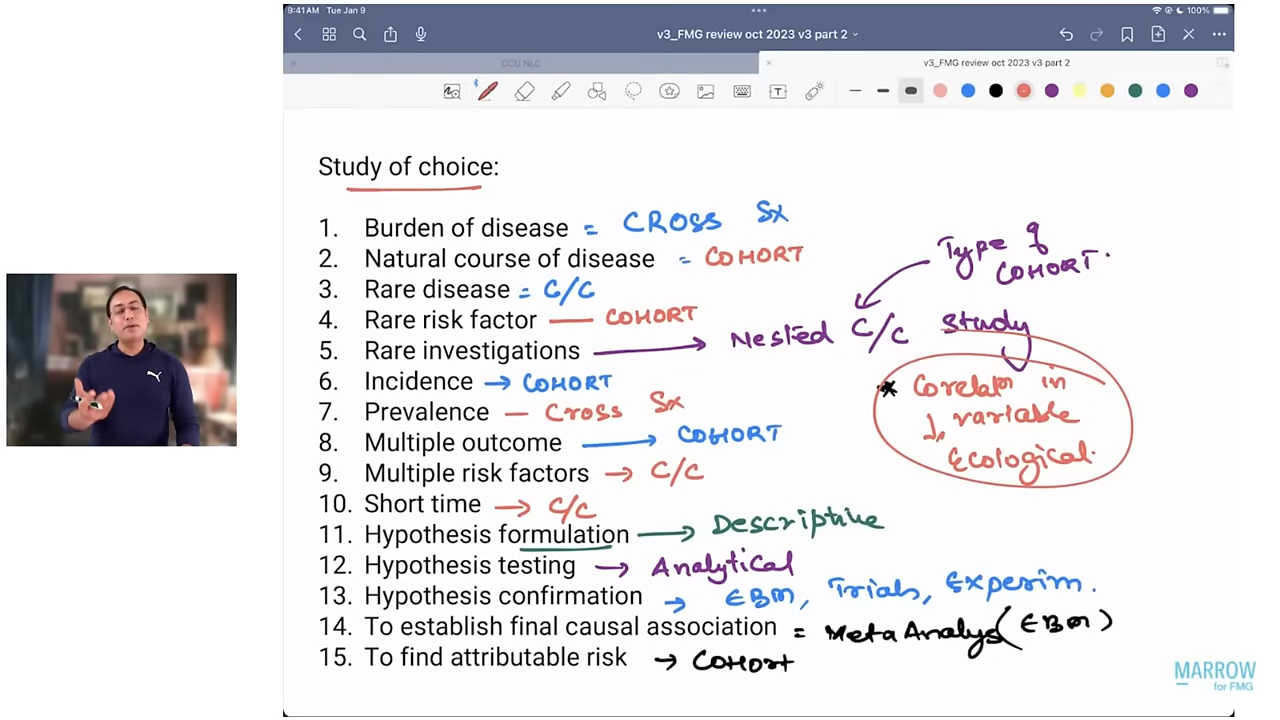 9:41 AM Tue Jan 9
100%
v3_FMG review oct 2023 v3 part 2
CCU NLC
v3_FMG review oct 2023 v3 part 2
Study of choice:
1. Burden of disease = CROSS Sx
2. Natural course of disease = COHORT
Type of COHORT.
3. Rare disease = C/C
4. Rare risk factor — COHORT
5. Rare investigations → Nested C/C study
6. Incidence → COHORT
* Corelatn in
variable
↓ Ecological.
7. Prevalence — Cross Sx
8. Multiple outcome → COHORT
9. Multiple risk factors → C/C
10. Short time → C/C
11. Hypothesis formulation → Descriptive
12. Hypothesis testing → Analytical
13. Hypothesis confirmation → EBM, Trials, Experim.
14. To establish final causal association = Meta Analys (EBM)
15. To find attributable risk → COHORT
MARROW
for FMG